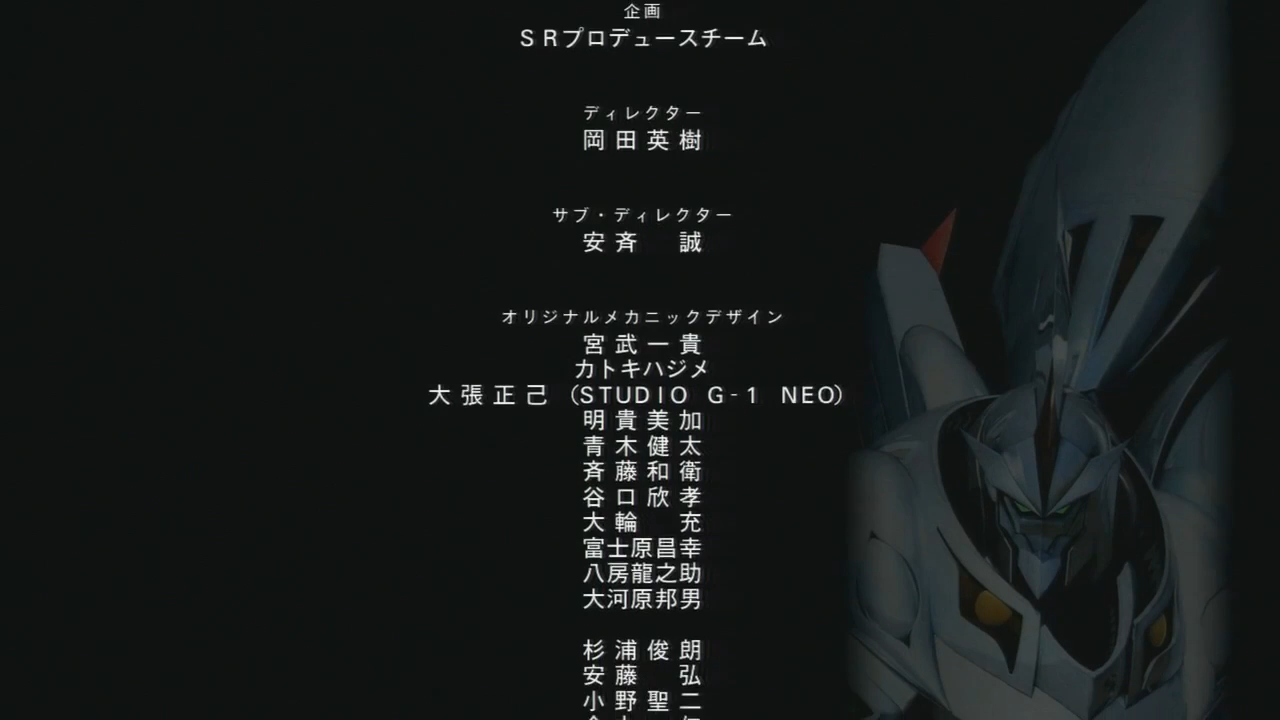 企画
ＳＲプロデュースチーム
ディレクター
岡田英樹
サブ・ディレクター
安斉　誠
オリジナルメカニックデザイン
宮武一貴
カトキハジメ
大張正己（STUDIO G-1 NEO）
明貴美加
青木健太
斉藤和衛
谷口欣孝
大輪　充
富士原昌幸
八房龍之助
大河原邦男
杉浦俊朗
安藤　弘
小野聖二